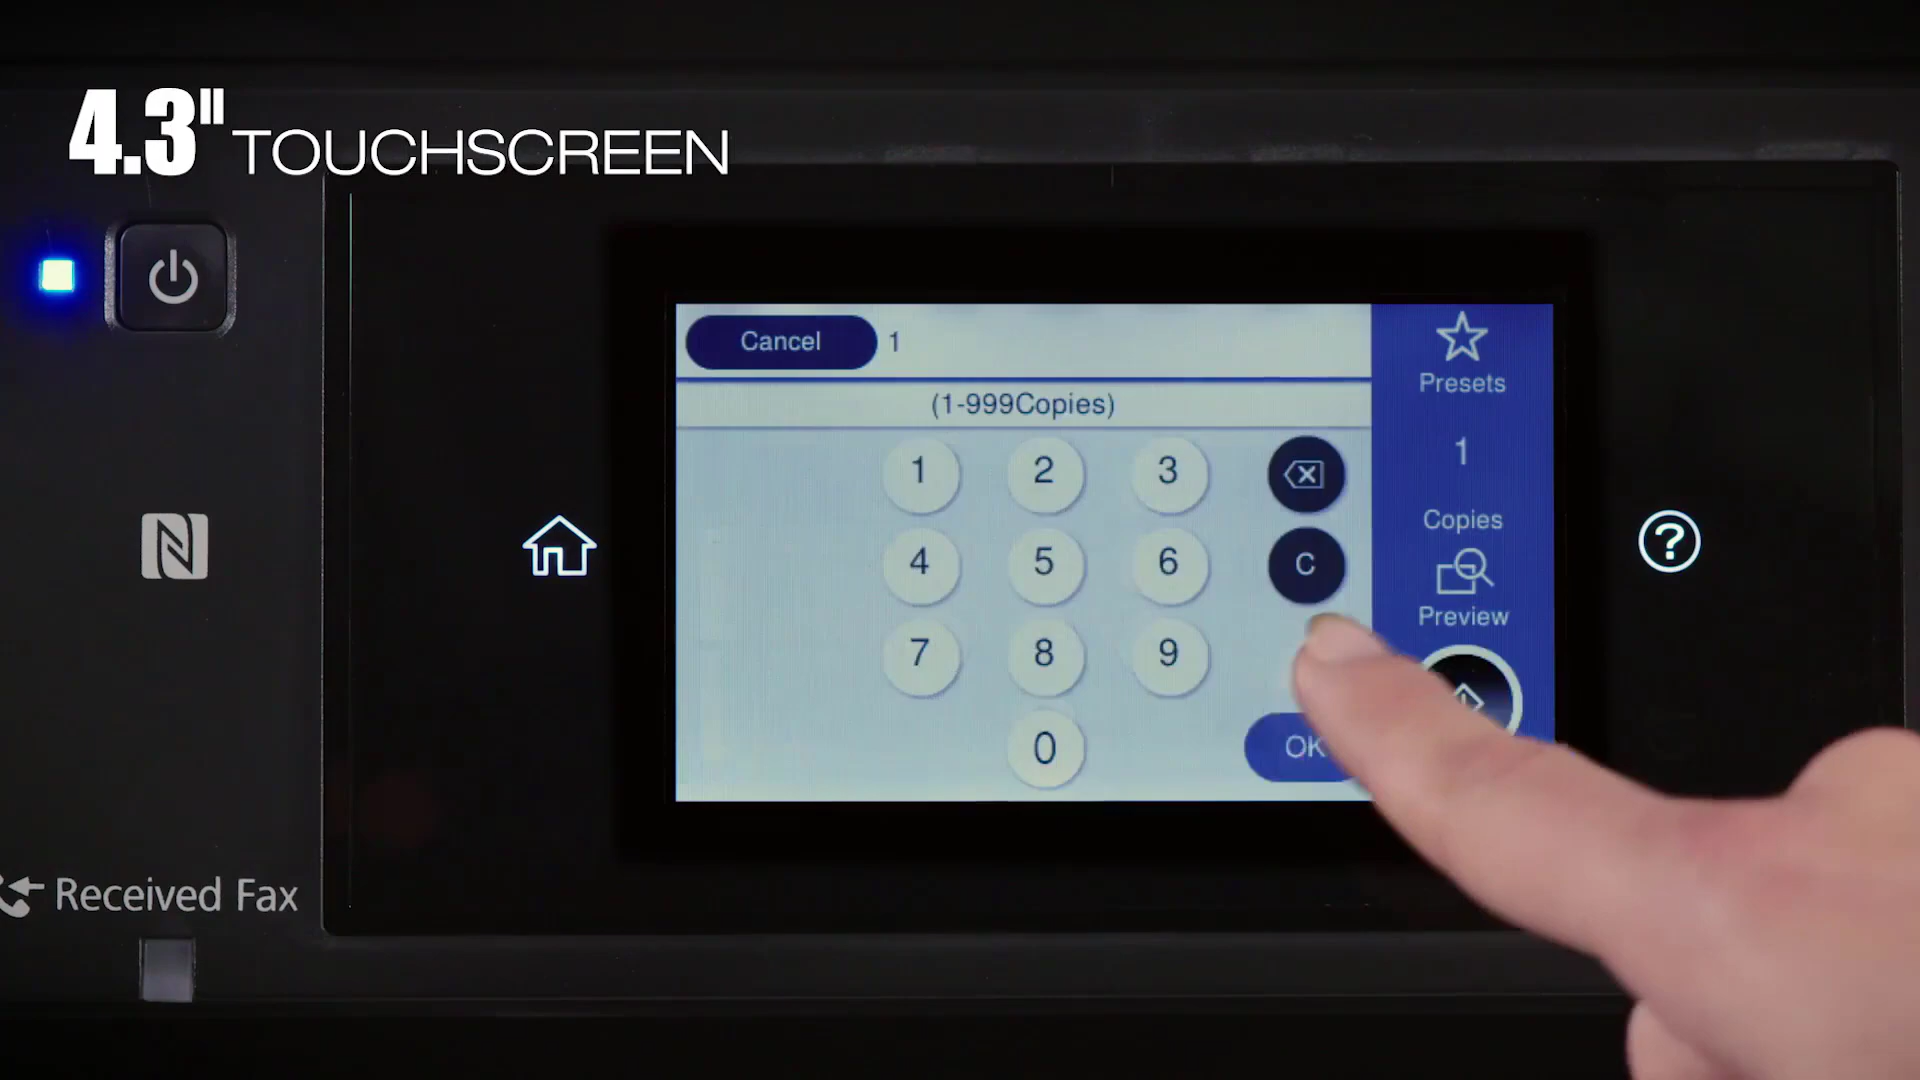 4.3" TOUCHSCREEN
Cancel 1
(1-999Copies)
1 2 3
4 5 6 C
7 8 9
0 OK
Presets
1
Copies
Preview
?
Received Fax